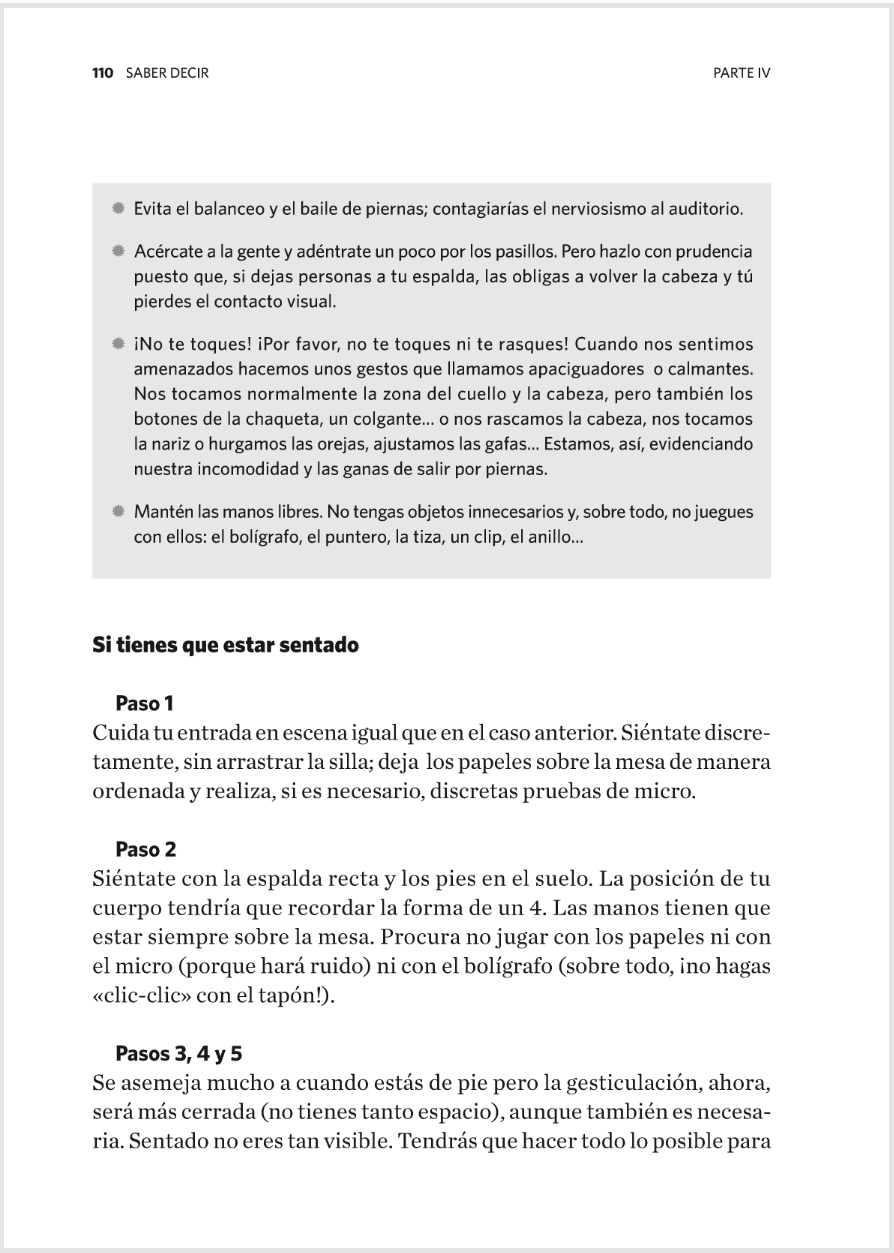 110 SABER DECIR PARTE IV
Evita el balanceo y el baile de piernas; contagiarías el nerviosismo al auditorio.
Acércate a la gente y adéntrate un poco por los pasillos. Pero hazlo con prudencia
puesto que, si dejas personas a tu espalda, las obligas a volver la cabeza y tú
pierdes el contacto visual.
¡No te toques! ¡Por favor, no te toques ni te rasques! Cuando nos sentimos
amenazados hacemos unos gestos que llamamos apaciguadores o calmantes.
Nos tocamos normalmente la zona del cuello y la cabeza, pero también los
botones de la chaqueta, un colgante... o nos rascamos la cabeza, nos tocamos
la nariz o hurgamos las orejas, ajustamos las gafas... Estamos, así, evidenciando
nuestra incomodidad y las ganas de salir por piernas.
Mantén las manos libres. No tengas objetos innecesarios y, sobre todo, no juegues
con ellos: el bolígrafo, el puntero, la tiza, un clip, el anillo...
Si tienes que estar sentado
Paso 1
Cuida tu entrada en escena igual que en el caso anterior. Siéntate discre-
tamente, sin arrastrar la silla; deja los papeles sobre la mesa de manera
ordenada y realiza, si es necesario, discretas pruebas de micro.
Paso 2
Siéntate con la espalda recta y los pies en el suelo. La posición de tu
cuerpo tendría que recordar la forma de un 4. Las manos tienen que
estar siempre sobre la mesa. Procura no jugar con los papeles ni con
el micro (porque hará ruido) ni con el bolígrafo (sobre todo, ¡no hagas
«clic-clic» con el tapón!).
Pasos 3, 4 y 5
Se asemeja mucho a cuando estás de pie pero la gesticulación, ahora,
será más cerrada (no tienes tanto espacio), aunque también es necesa-
ria. Sentado no eres tan visible. Tendrás que hacer todo lo posible para